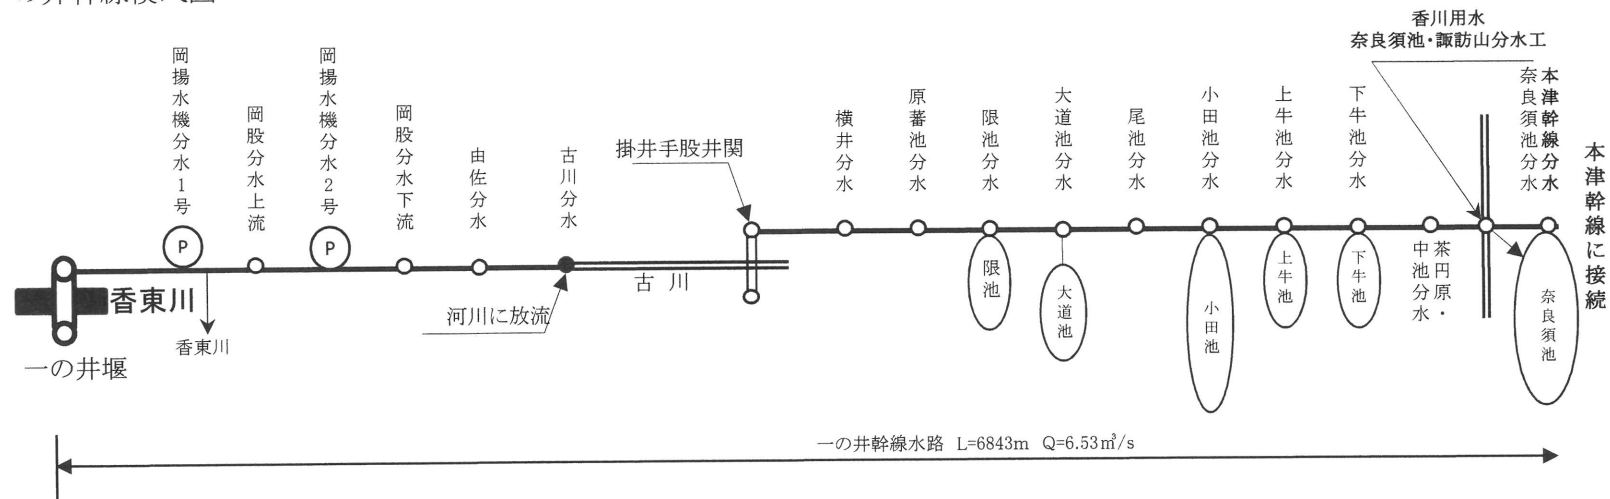 香川用水
奈良須池・諏訪山分水工
岡揚水機分水1号
岡股分水上流
岡揚水機分水2号
岡股分水下流
由佐分水
古川分水
掛井手股井関
横井分水
原蓄池分水
限池分水
大道池分水
尾池分水
小田池分水
上牛池分水
下牛池分水
本津幹線分水
奈良須池分水
本津幹線に接続
P
P
香東川
古川
河川に放流
香東川
一の井堰
限池
大道池
小田池
上牛池
下牛池
茶円原・
中池分水
奈良須池
一の井幹線水路 L=6843m Q=6.53㎥/s